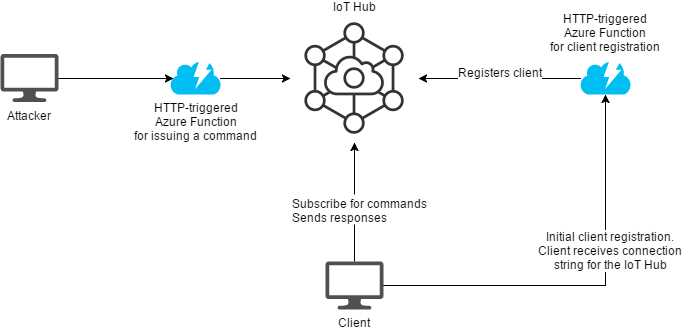 IoT Hub
HTTP-triggered
Azure Function
for client registration
Registers client
Attacker
HTTP-triggered
Azure Function
for issuing a command
Subscribe for commands
Sends responses
Initial client registration.
Client receives connection
string for the IoT Hub
Client